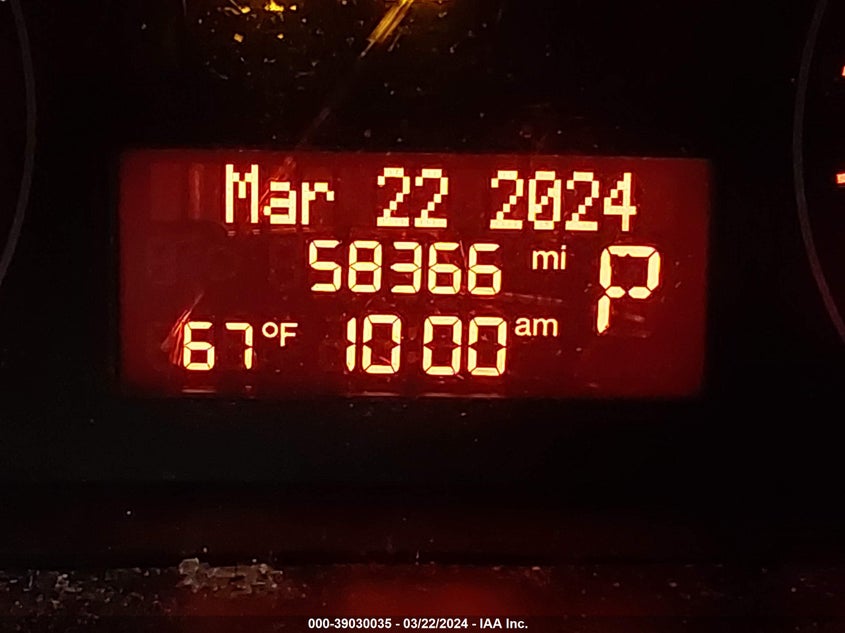 Mar 22 2024
58366 mi P
67°F 10:00 am
000-39030035 - 03/22/2024 - IAA Inc.